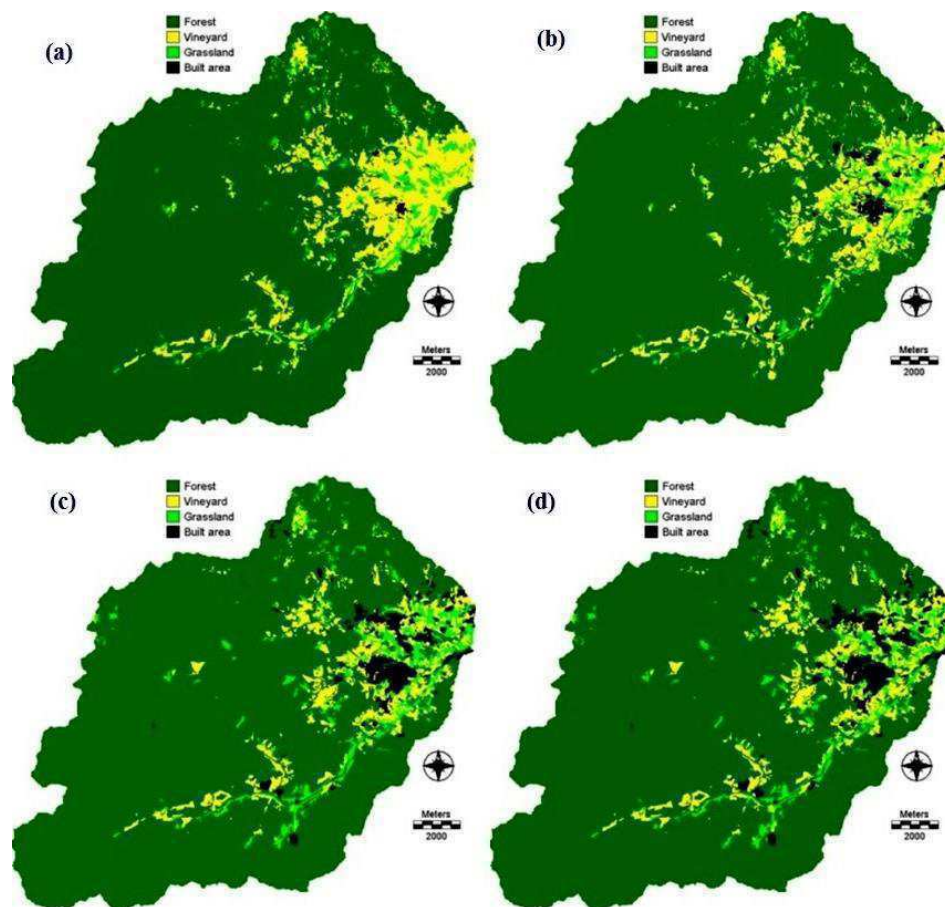 (a)
Forest
Vineyard
Grassland
Built area
Meters
2000
(b)
Forest
Vineyard
Grassland
Built area
Meters
2000
(c)
Forest
Vineyard
Grassland
Built area
Meters
2000
(d)
Forest
Vineyard
Grassland
Built area
Meters
2000